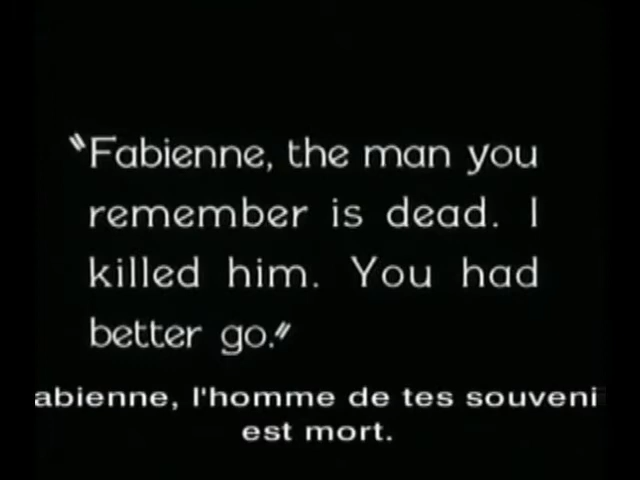 "Fabienne, the man you
remember is dead. I
killed him. You had
better go."
abienne, l'homme de tes souveni
est mort.